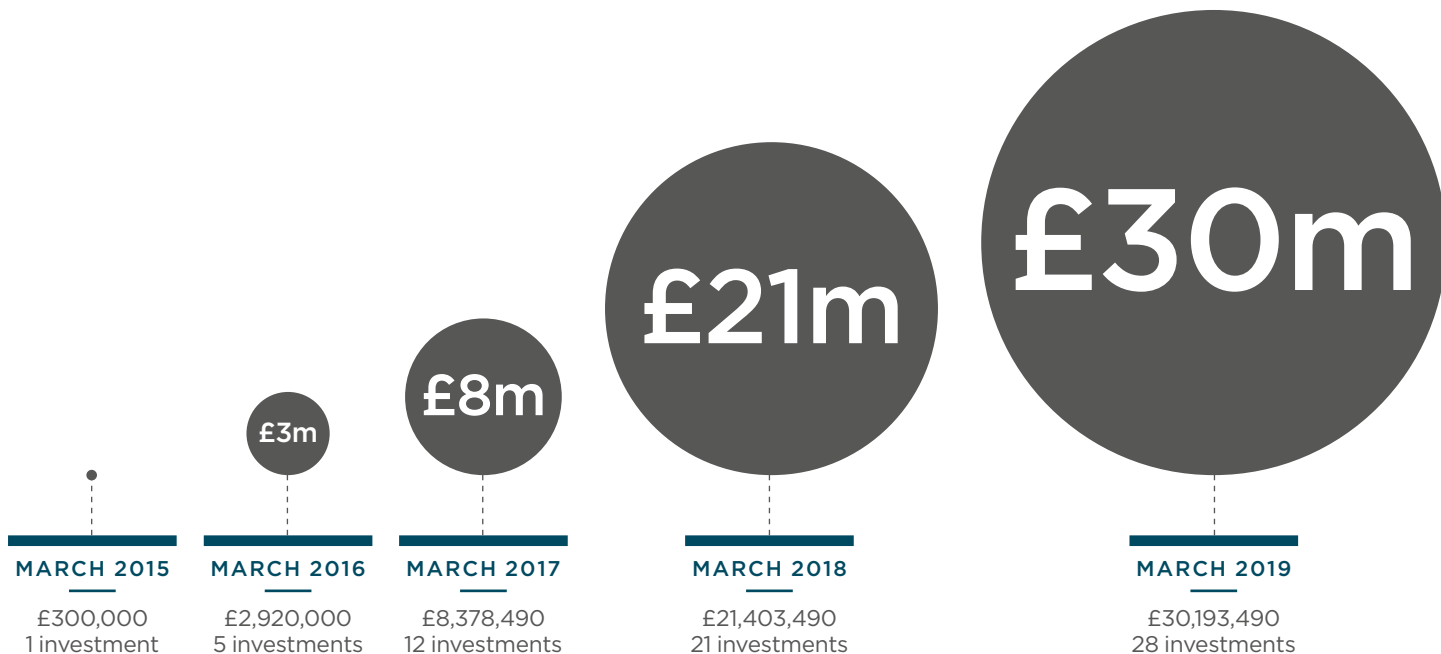 £3m
£8m
£21m
£30m
MARCH 2015
£300,000
1 investment
MARCH 2016
£2,920,000
5 investments
MARCH 2017
£8,378,490
12 investments
MARCH 2018
£21,403,490
21 investments
MARCH 2019
£30,193,490
28 investments